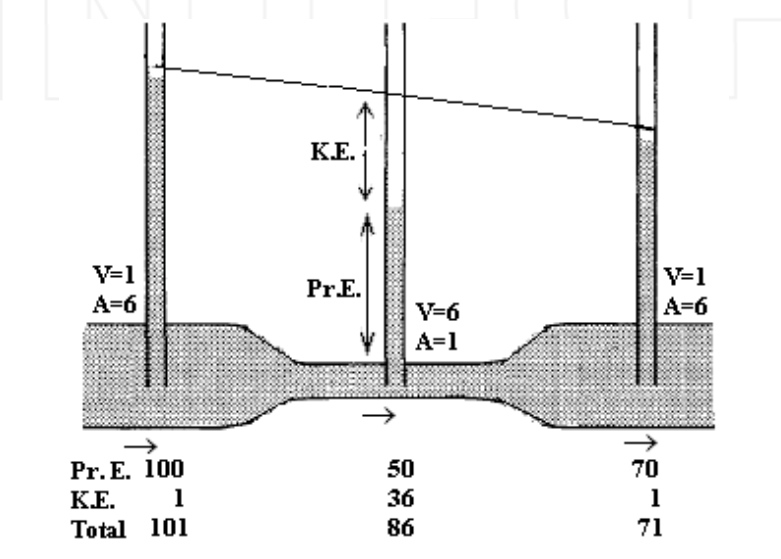 K.E.
V=1
A=6
Pr.E.
V=6
A=1
V=1
A=6
Pr. E. 100 50 70
K.E. 1 36 1
Total 101 86 71